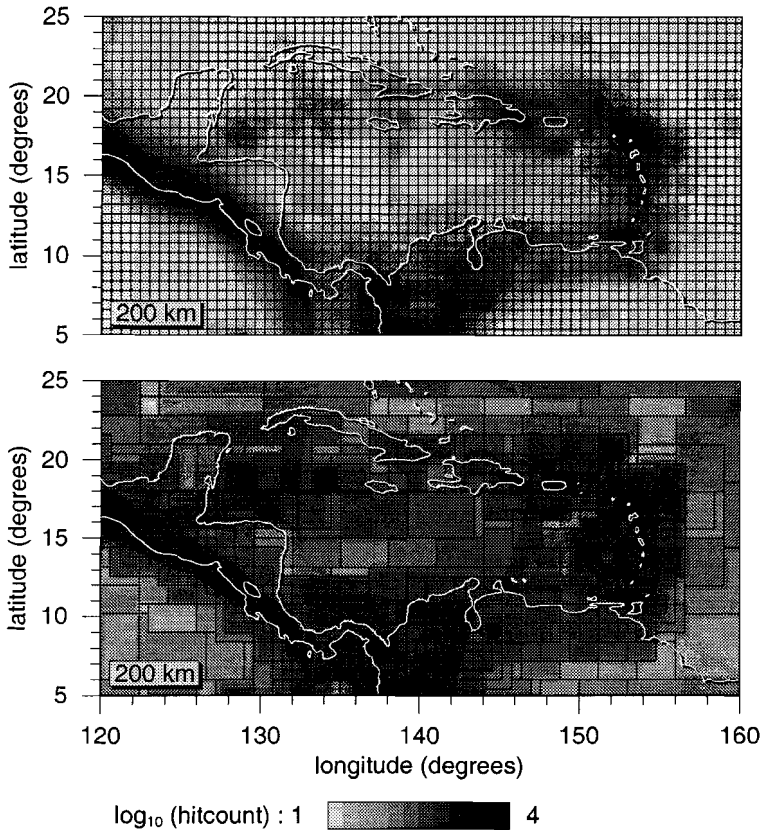 25
20
15
10
5
latitude (degrees)
200 km
25
20
15
10
5
latitude (degrees)
200 km
120 130 140 150 160
longitude (degrees)
log₁₀ (hitcount) : 1 4